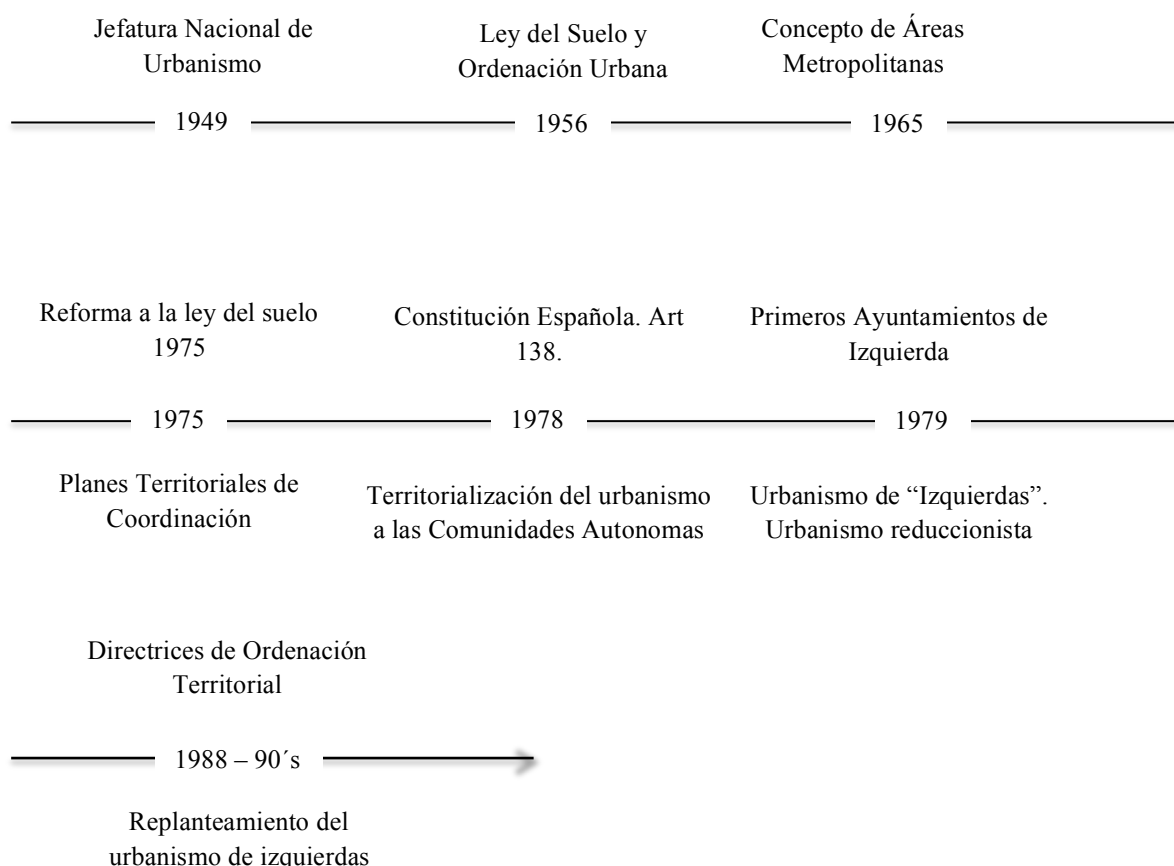 Jefatura Nacional de
Urbanismo
Ley del Suelo y
Ordenación Urbana
Concepto de Áreas
Metropolitanas
1949
1956
1965
Reforma a la ley del suelo
1975
Constitución Española. Art
138.
Primeros Ayuntamientos de
Izquierda
1975
1978
1979
Planes Territoriales de
Coordinación
Territorialización del urbanismo
a las Comunidades Autonomas
Urbanismo de “Izquierdas”.
Urbanismo reduccionista
Directrices de Ordenación
Territorial
1988 – 90´s
Replanteamiento del
urbanismo de izquierdas